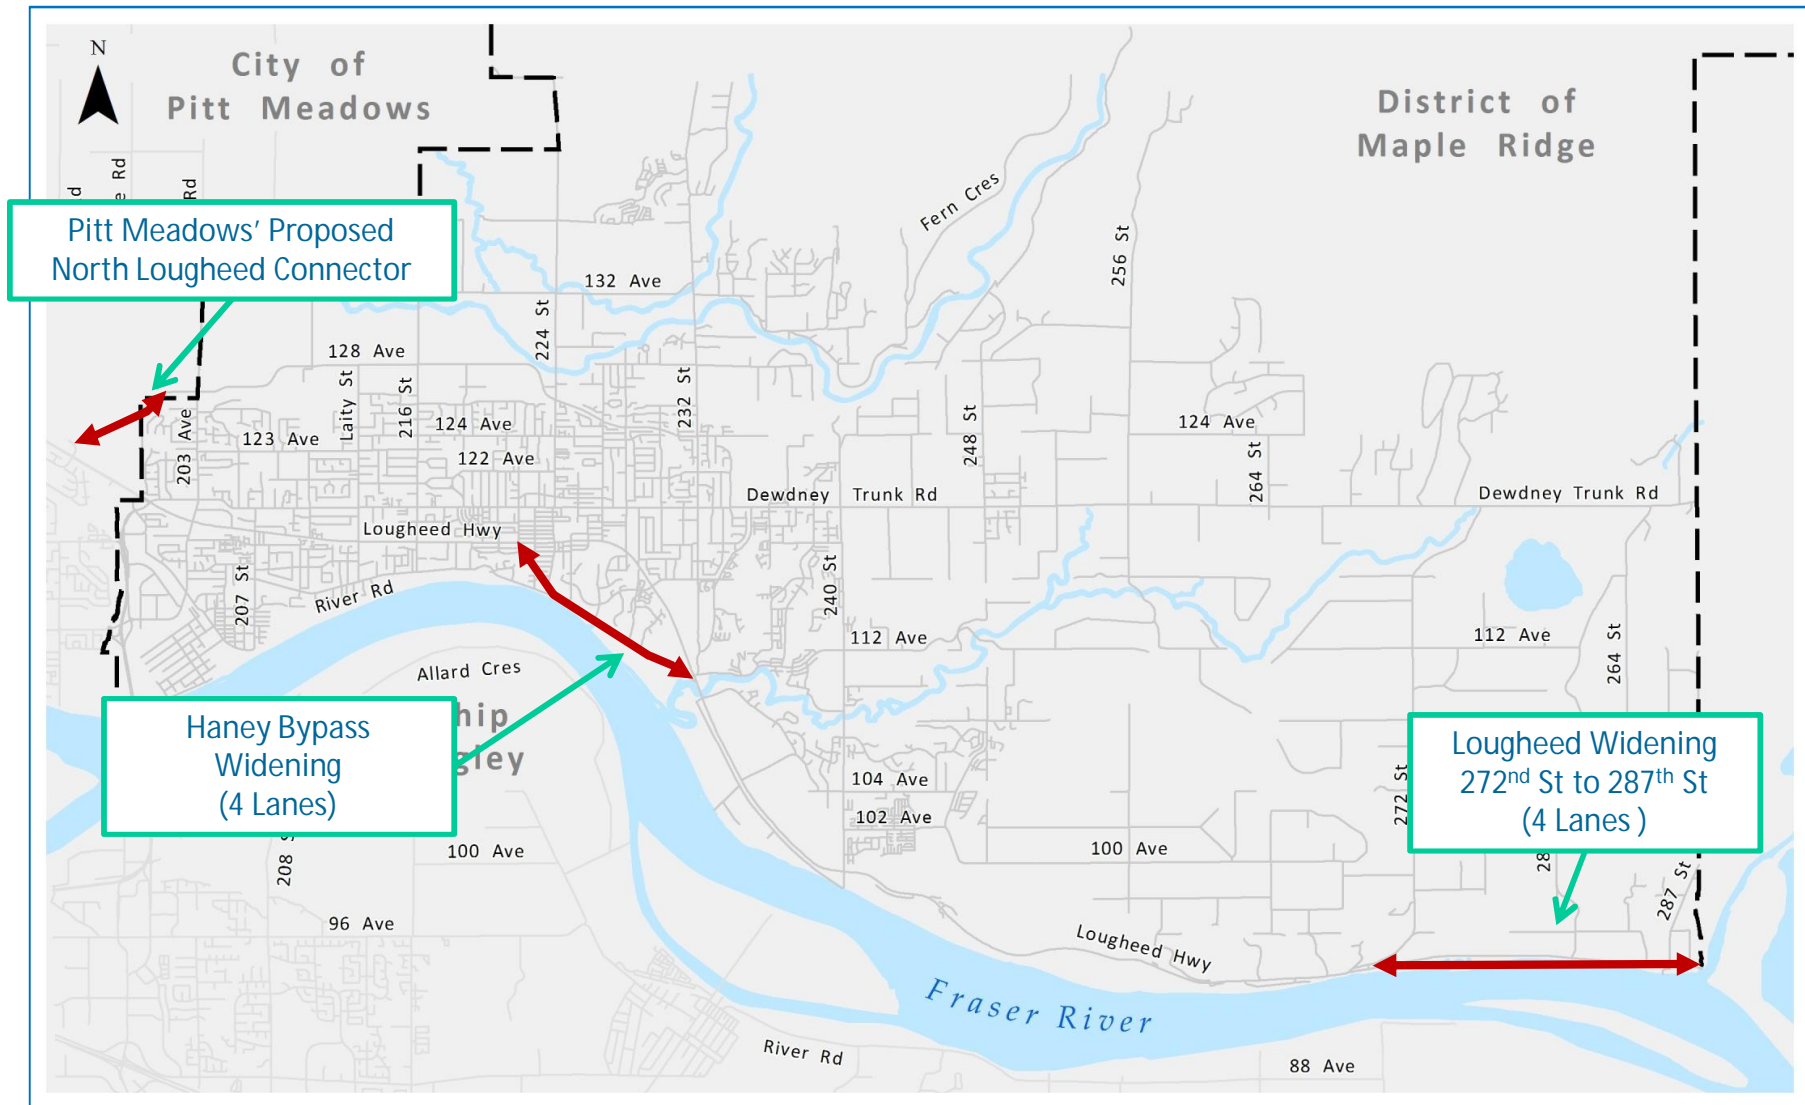 N
City of
Pitt Meadows
District of
Maple Ridge
Rd
Pitt Meadows' Proposed
North Lougheed Connector
Fern Cres
256 St
132 Ave
224 St
128 Ave
Laity St
216 St
232 St
203 Ave
123 Ave
124 Ave
122 Ave
248 St
124 Ave
264 St
Dewdney Trunk Rd
Dewdney Trunk Rd
Lougheed Hwy
207 St
River Rd
240 St
112 Ave
112 Ave
264 St
Allard Cres
Haney Bypass
Widening
(4 Lanes)
Lougheed Widening
272nd St to 287th St
(4 Lanes )
104 Ave
102 Ave
272 St
100 Ave
100 Ave
208
287 St
96 Ave
Lougheed Hwy
Fraser River
River Rd
88 Ave